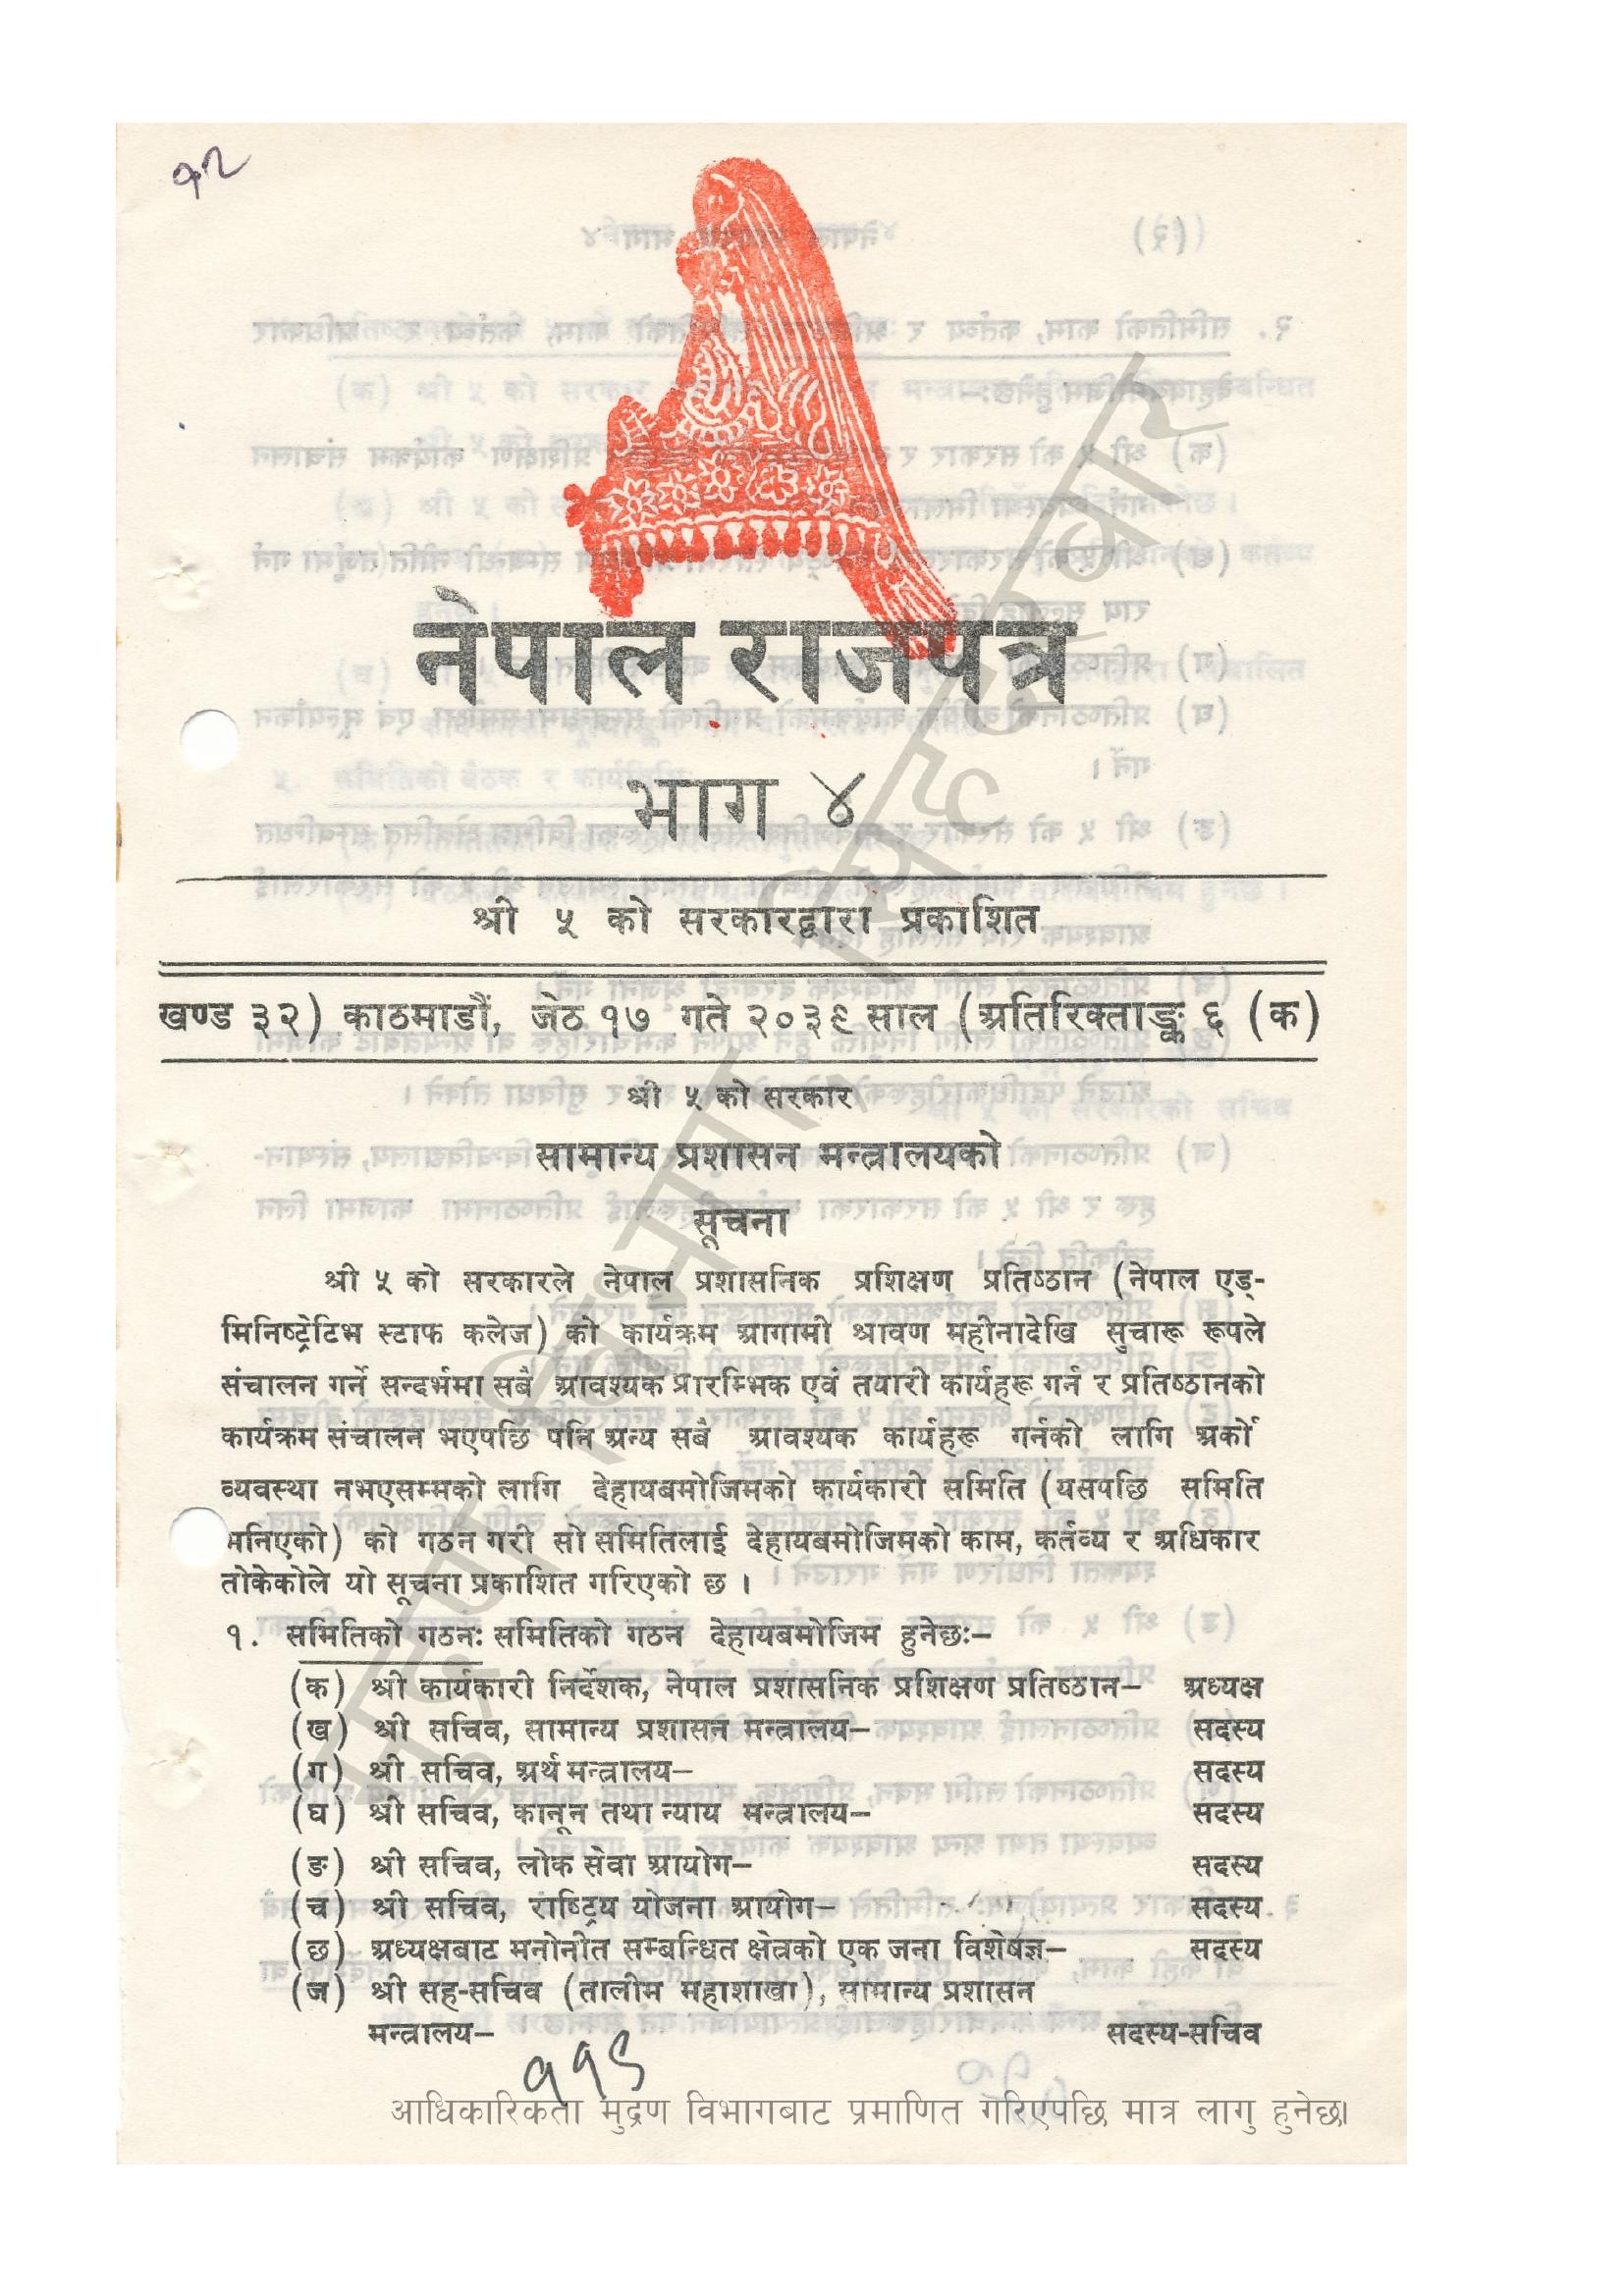 १२
नेपाल राजपत्र
भाग ४
श्री ५ को सरकारद्वारा प्रकाशित
खण्ड ३२) काठमाडौं, जेठ १७ गते २०३९ साल (अतिरिक्ताङ्क ६ (क)
श्री ५ को सरकार
सामान्य प्रशासन मन्त्रालयको
सूचना
श्री ५ को सरकारले नेपाल प्रशासनिक प्रशिक्षण प्रतिष्ठान (नेपाल एड्-
मिनिष्ट्रेटिभ स्टाफ कलेज) को कार्यक्रम आगामी श्रावण महीनादेखि सुचारू रूपले
संचालन गर्ने सन्दर्भमा सबै आवश्यक प्रारम्भिक एवं तयारी कार्यहरू गर्न र प्रतिष्ठानको
कार्यक्रम संचालन भएपछि पनि अन्य सबै आवश्यक कार्यहरू गर्नको लागि अर्को
व्यवस्था नभएसम्मको लागि देहायबमोजिमको कार्यकारी समिति (यसपछि समिति
भनिएको) को गठन गरी सो समितिलाई देहायबमोजिमको काम, कर्तव्य र अधिकार
तोकेकोले यो सूचना प्रकाशित गरिएको छ ।
१. समितिको गठनः समितिको गठन देहायबमोजिम हुनेछः–
(क) श्री कार्यकारी निर्देशक, नेपाल प्रशासनिक प्रशिक्षण प्रतिष्ठान– अध्यक्ष
(ख) श्री सचिव, सामान्य प्रशासन मन्त्रालय– सदस्य
(ग) श्री सचिव, अर्थ मन्त्रालय– सदस्य
(घ) श्री सचिव, कानून तथा न्याय मन्त्रालय– सदस्य
(ङ) श्री सचिव, लोक सेवा आयोग– सदस्य
(च) श्री सचिव, राष्ट्रिय योजना आयोग– सदस्य
(छ) अध्यक्षबाट मनोनीत सम्बन्धित क्षेत्रको एक जना विशेषज्ञ– सदस्य
(ज) श्री सह-सचिव (तालीम महाशाखा), सामान्य प्रशासन
मन्त्रालय– सदस्य-सचिव
११९
आधिकारिकता मुद्रण विभागबाट प्रमाणित गरिएपछि मात्र लागु हुनेछ।